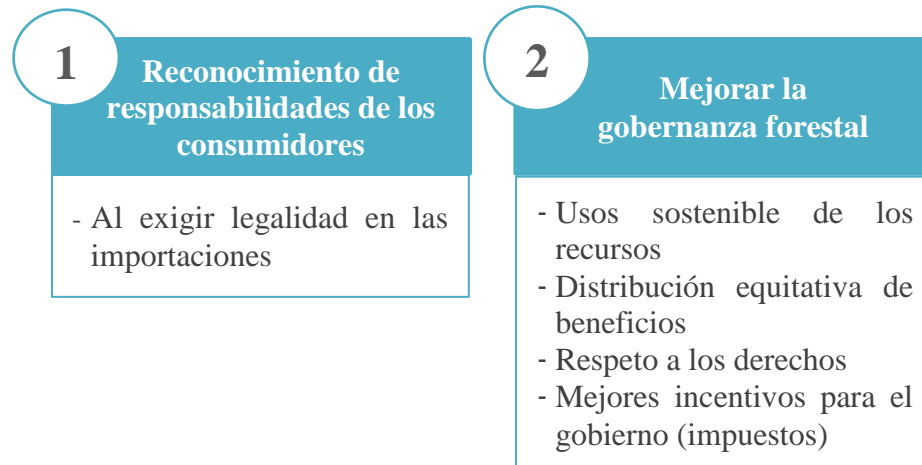 1
Reconocimiento de
responsabilidades de los
consumidores
- Al exigir legalidad en las
importaciones
2
Mejorar la
gobernanza forestal
- Usos sostenible de los
recursos
- Distribución equitativa de
beneficios
- Respeto a los derechos
- Mejores incentivos para el
gobierno (impuestos)